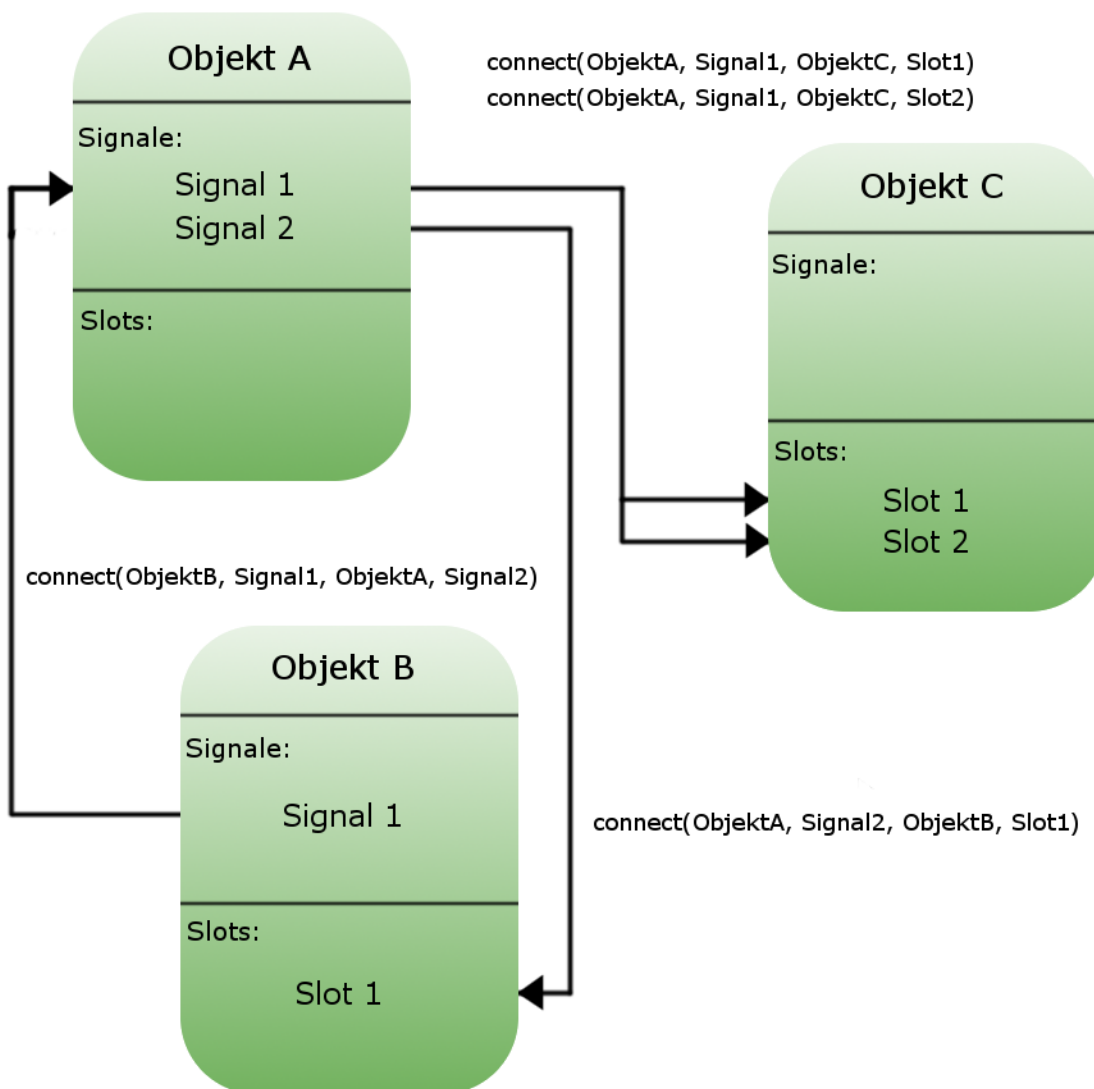 Objekt A
Signale:
Signal 1
Signal 2
Slots:
connect(ObjektA, Signal1, ObjektC, Slot1)
connect(ObjektA, Signal1, ObjektC, Slot2)
Objekt C
Signale:
Slots:
Slot 1
Slot 2
connect(ObjektB, Signal1, ObjektA, Signal2)
Objekt B
Signale:
Signal 1
Slots:
Slot 1
connect(ObjektA, Signal2, ObjektB, Slot1)